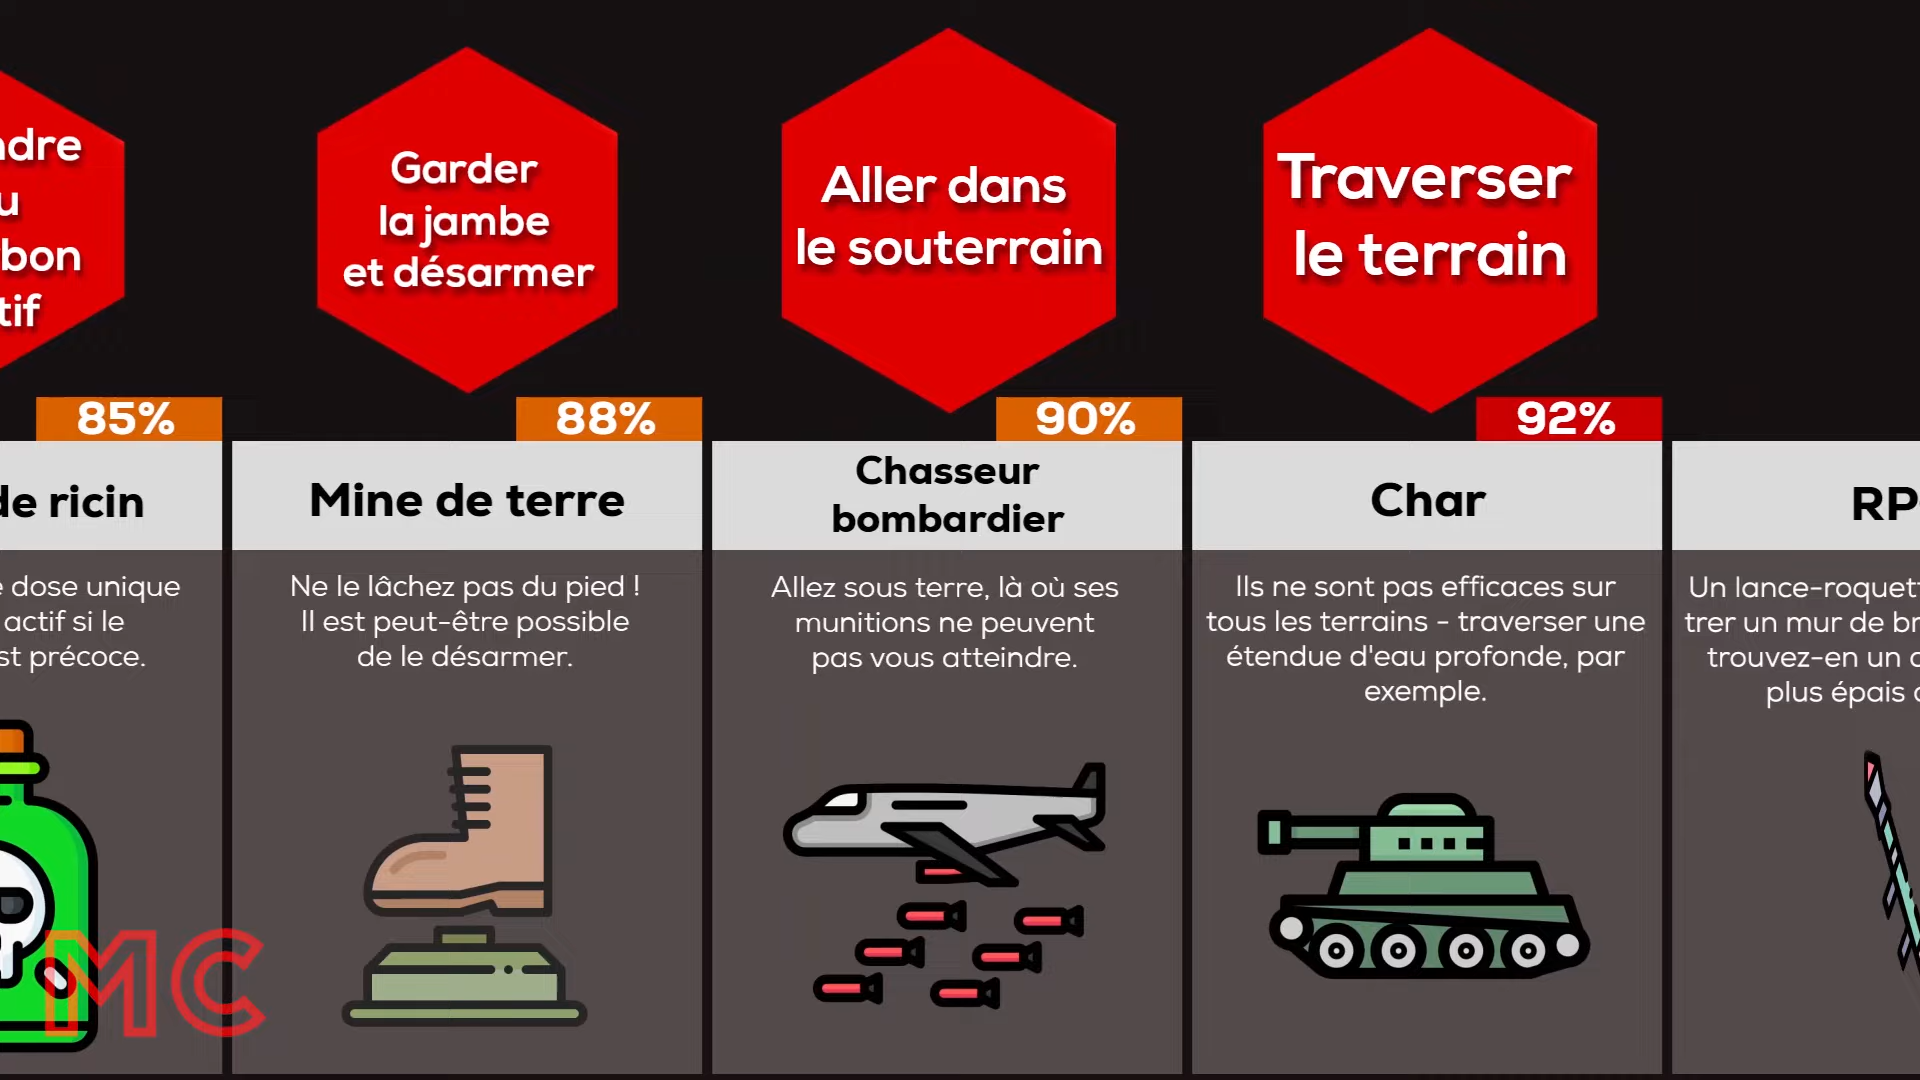 ndre
u
bon
tif
85%
de ricin
e dose unique
actif si le
st précoce.
Garder
la jambe
et désarmer
88%
Mine de terre
Ne le lâchez pas du pied !
Il est peut-être possible
de le désarmer.
Aller dans
le souterrain
90%
Chasseur
bombardier
Allez sous terre, là où ses
munitions ne peuvent
pas vous atteindre.
Traverser
le terrain
92%
Char
Ils ne sont pas efficaces sur
tous les terrains - traverser une
étendue d'eau profonde, par
exemple.
RP
Un lance-roquet
trer un mur de br
trouvez-en un
plus épais
MC